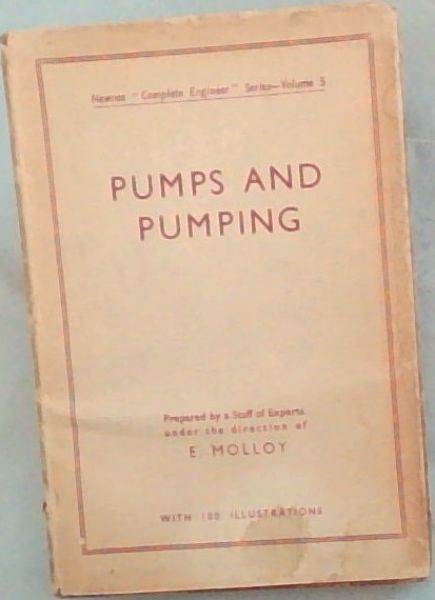 Newnes "Complete Engineer" Series—Volume 5
PUMPS AND
PUMPING
Prepared by a Staff of Experts
under the direction of
E. MOLLOY
WITH 100 ILLUSTRATIONS